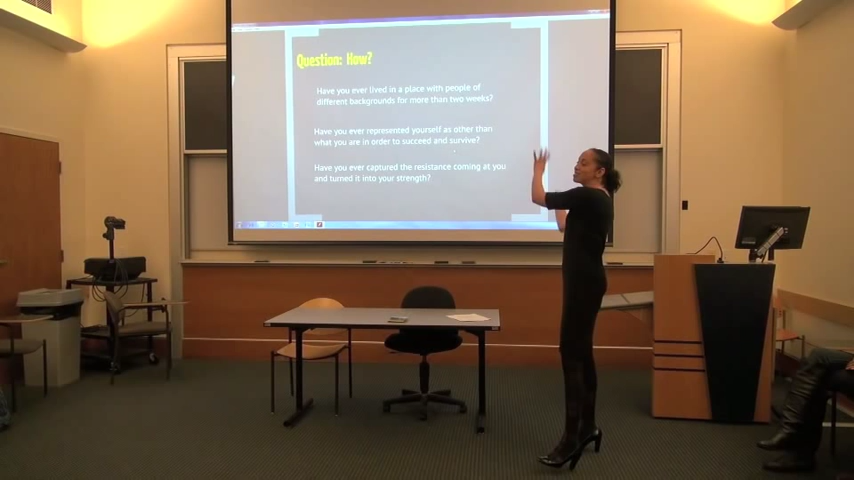 Question: How?
Have you ever lived in a place with people of
different backgrounds for more than two weeks?
Have you ever represented yourself as other than
what you are in order to succeed and survive?
Have you ever captured the resistance coming at you
and turned it into your strength?